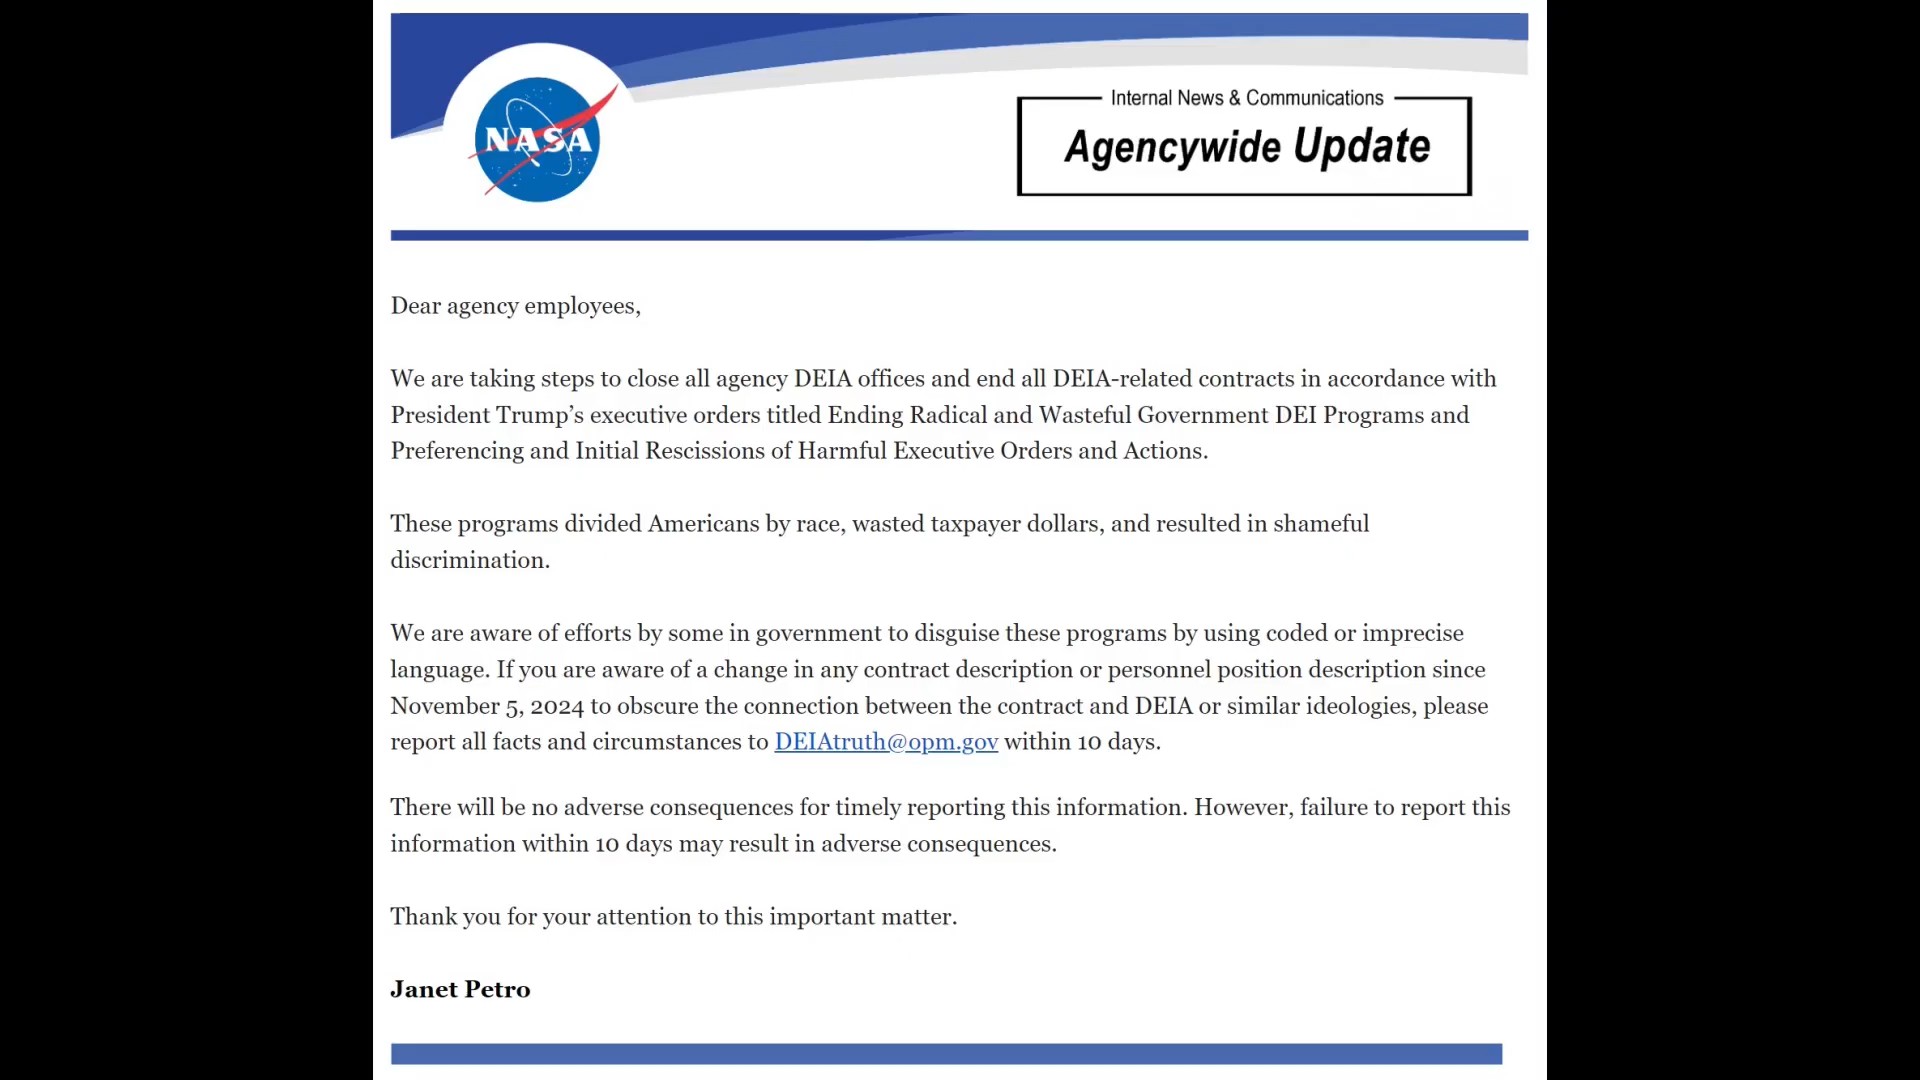 NASA
Internal News & Communications
Agencywide Update
Dear agency employees,
We are taking steps to close all agency DEIA offices and end all DEIA-related contracts in accordance with
President Trump’s executive orders titled Ending Radical and Wasteful Government DEI Programs and
Preferencing and Initial Rescissions of Harmful Executive Orders and Actions.
These programs divided Americans by race, wasted taxpayer dollars, and resulted in shameful
discrimination.
We are aware of efforts by some in government to disguise these programs by using coded or imprecise
language. If you are aware of a change in any contract description or personnel position description since
November 5, 2024 to obscure the connection between the contract and DEIA or similar ideologies, please
report all facts and circumstances to DEIAtruth@opm.gov within 10 days.
There will be no adverse consequences for timely reporting this information. However, failure to report this
information within 10 days may result in adverse consequences.
Thank you for your attention to this important matter.
Janet Petro